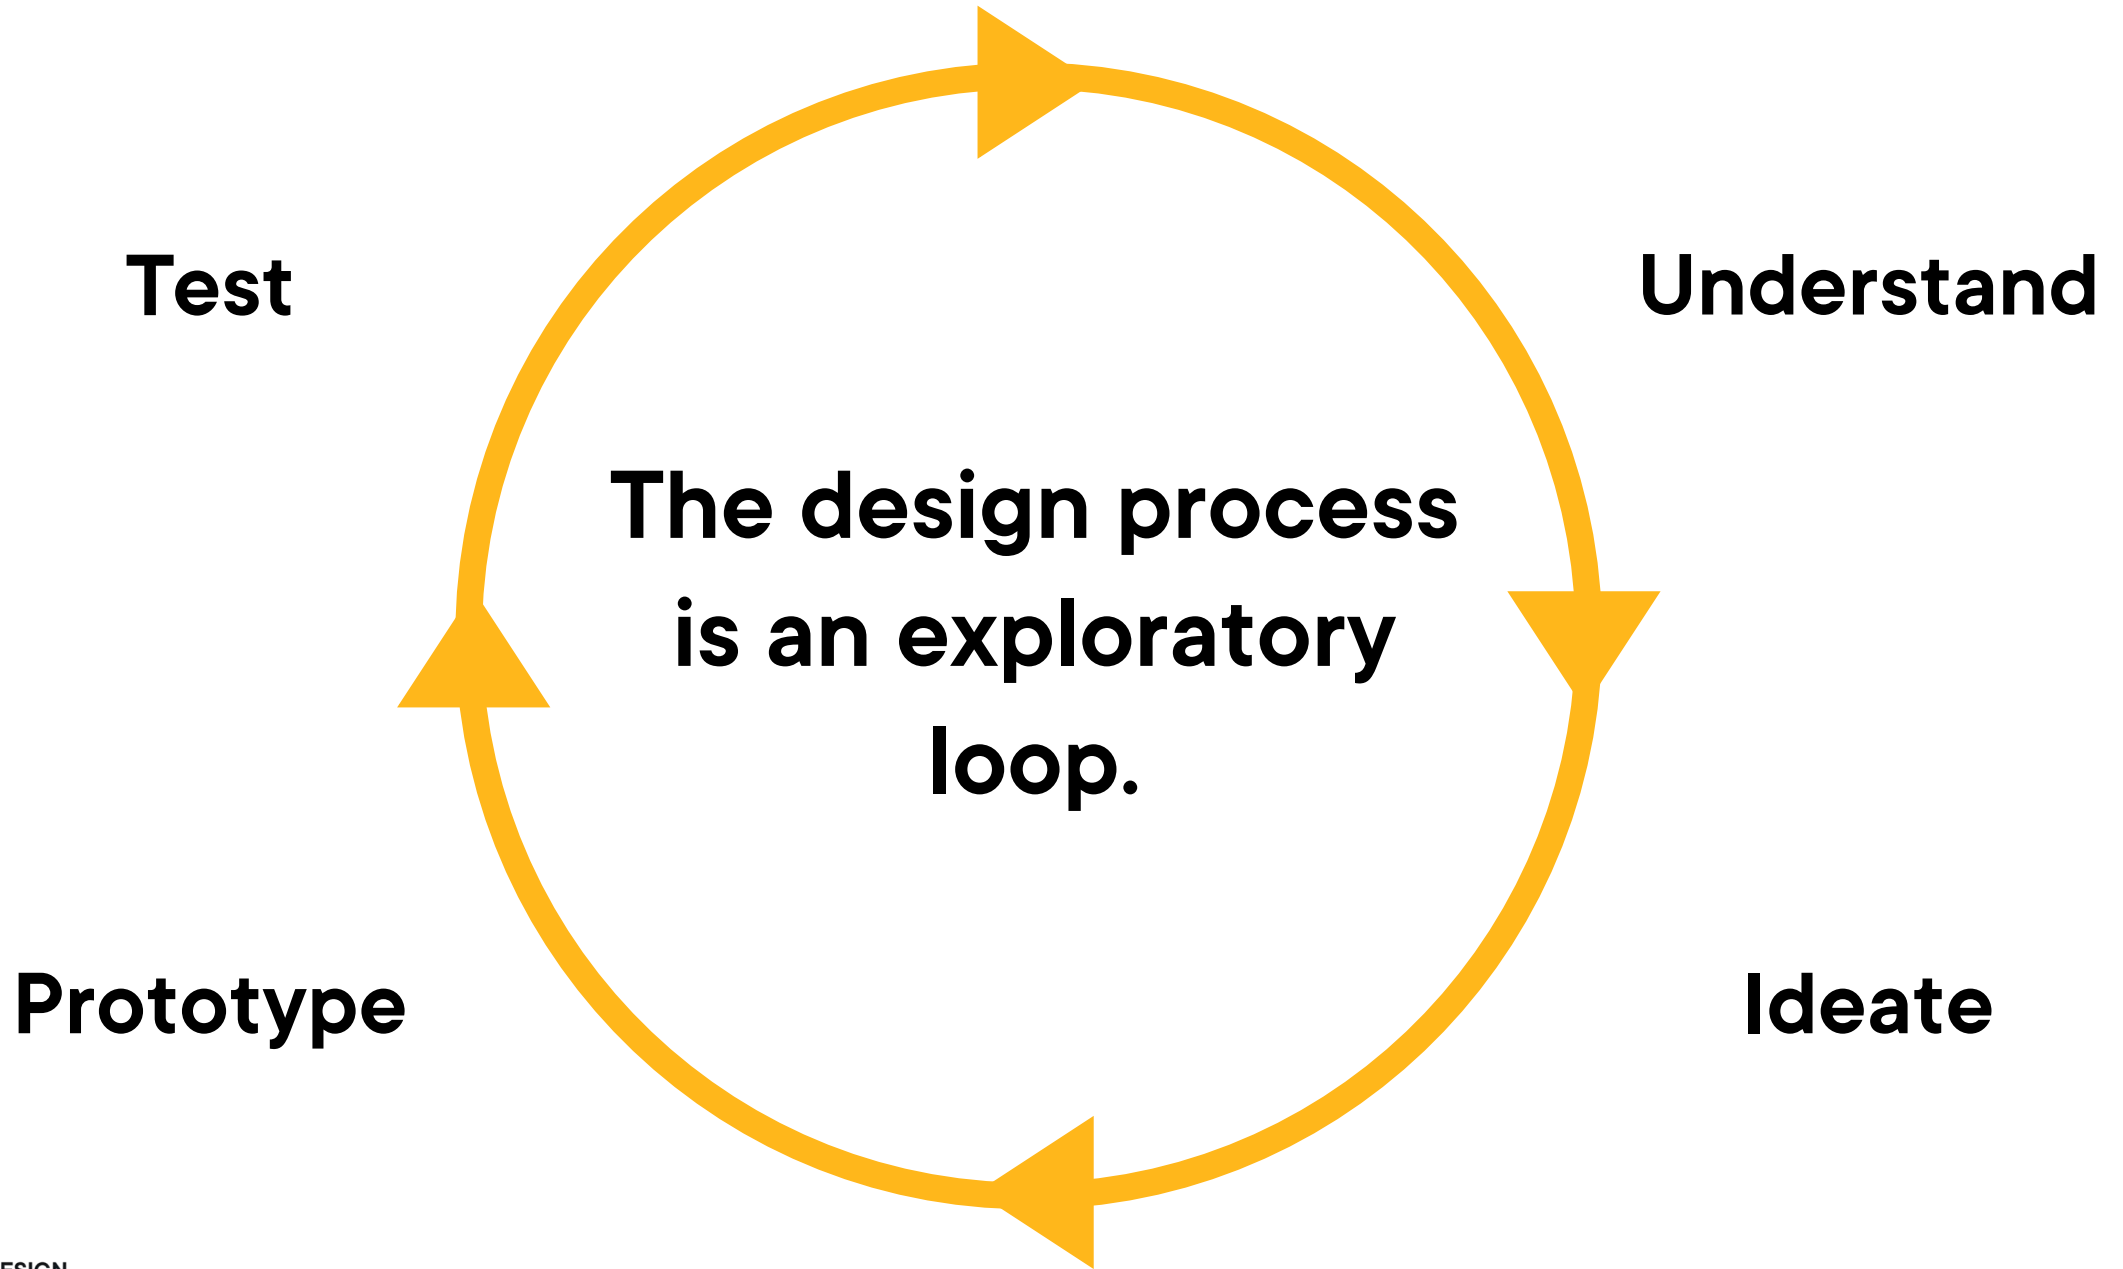 Test
Understand
The design process
is an exploratory
loop.
Prototype
Ideate